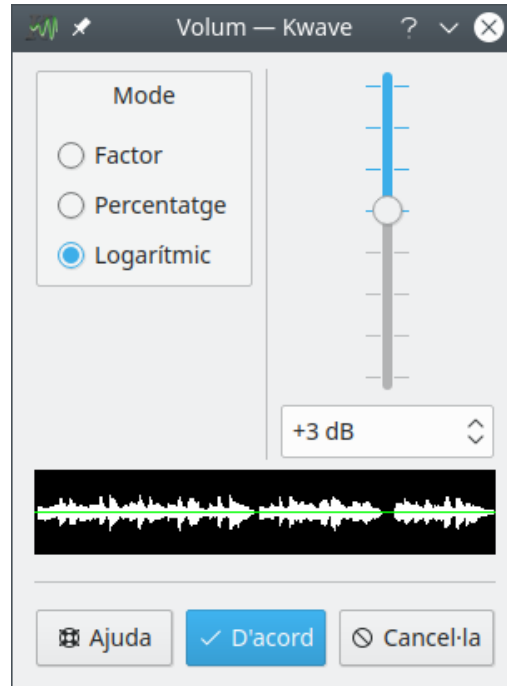 Volum — Kwave
Mode
Factor
Percentatge
Logarítmic
+3 dB
Ajuda
D'acord
Cancel·la